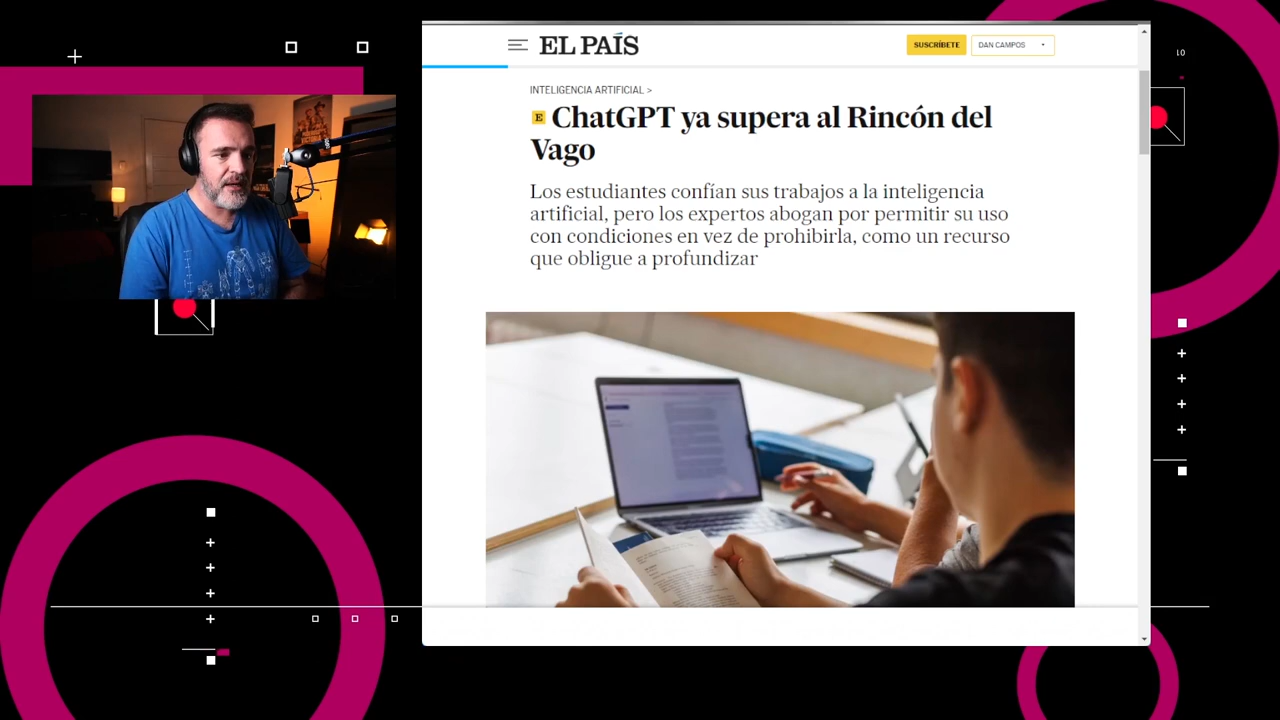 EL PAÍS
SUSCRÍBETE
DAN CAMPOS
INTELIGENCIA ARTIFICIAL >
E ChatGPT ya supera al Rincón del
Vago
Los estudiantes confían sus trabajos a la inteligencia
artificial, pero los expertos abogan por permitir su uso
con condiciones en vez de prohibirla, como un recurso
que obligue a profundizar
01